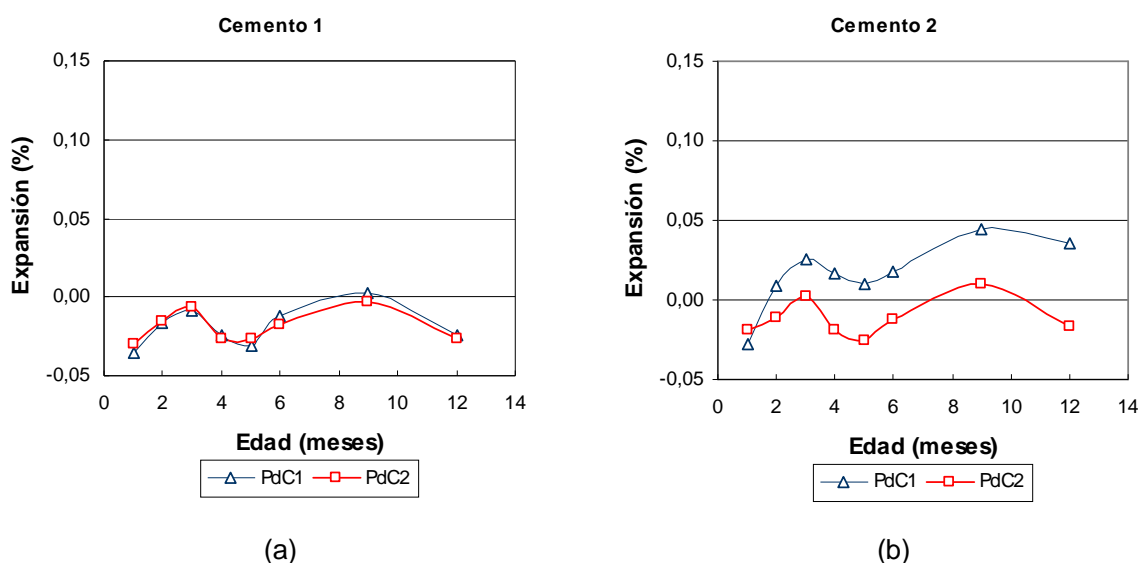 Cemento 1
0,15
0,10
0,05
0,00
-0,05
0 2 4 6 8 10 12 14
Expansión (%)
Edad (meses)
PdC1 PdC2
(a)
Cemento 2
0,15
0,10
0,05
0,00
-0,05
0 2 4 6 8 10 12 14
Expansión (%)
Edad (meses)
PdC1 PdC2
(b)